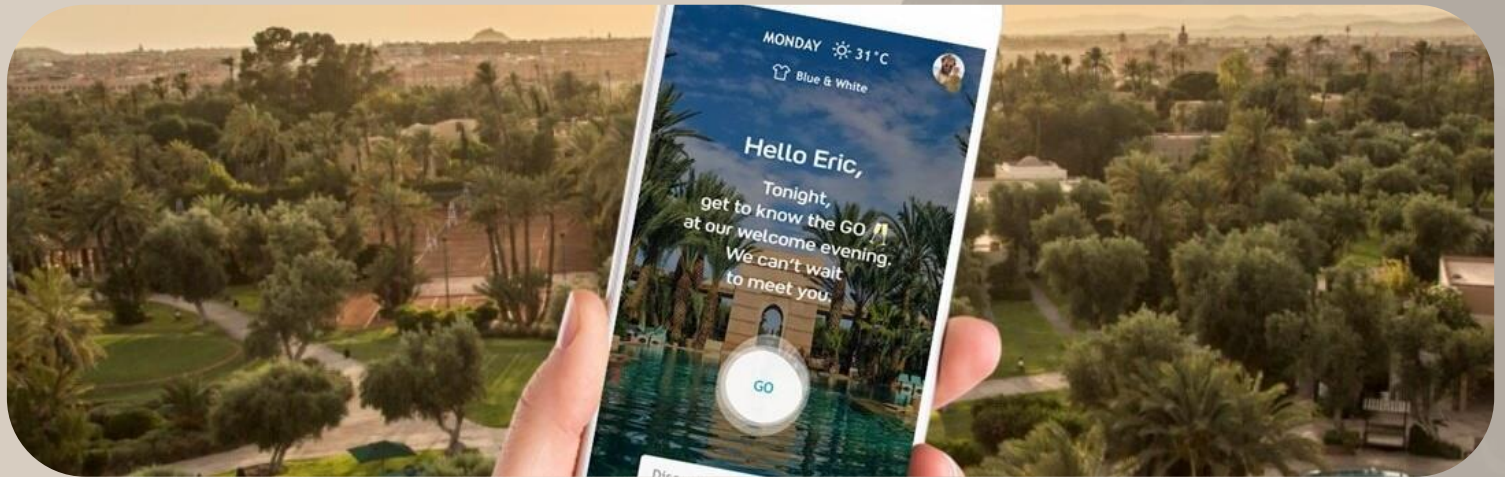 MONDAY 31°C
Blue & White
Hello Eric,
Tonight,
get to know the GO 🥂
at our welcome evening.
We can't wait
to meet you.
GO